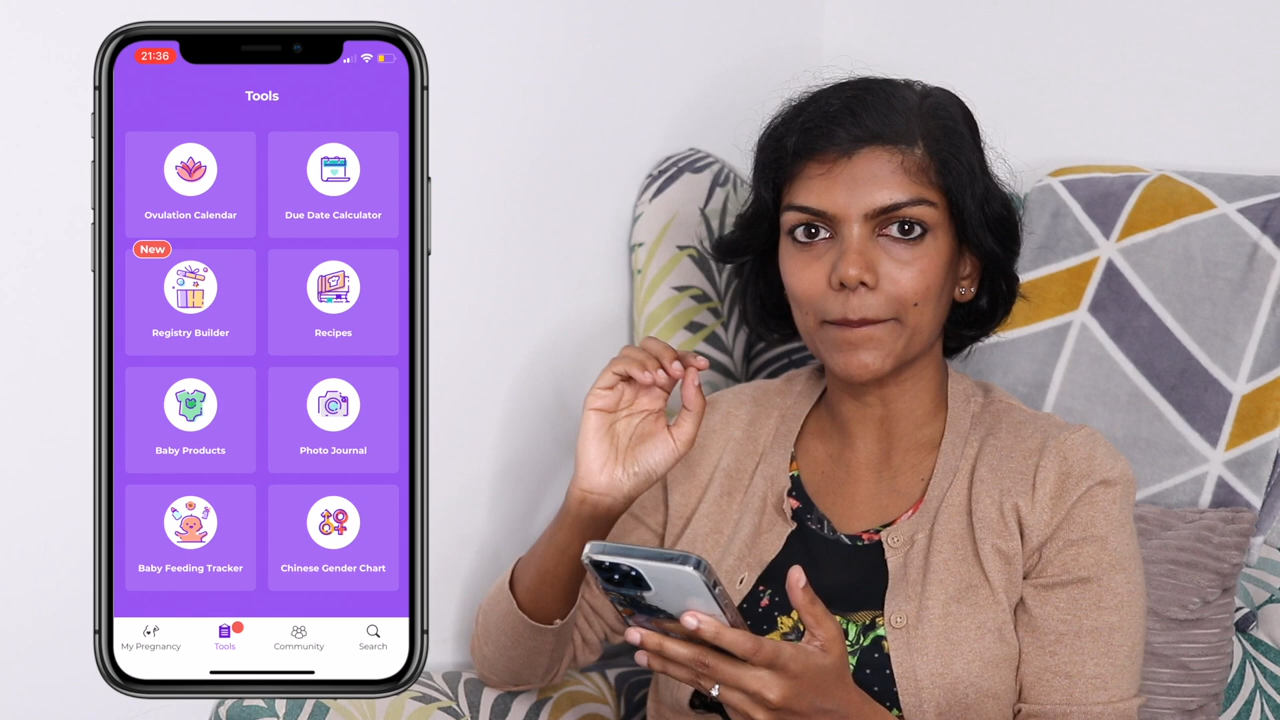 21:36
Tools
Ovulation Calendar
Due Date Calculator
New
Registry Builder
Recipes
Baby Products
Photo Journal
Baby Feeding Tracker
Chinese Gender Chart
My Pregnancy
Tools
Community
Search